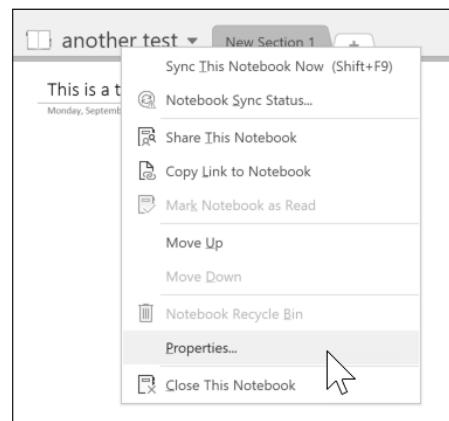 another test
New Section 1
+
This is a t
Monday, Septemb
Sync This Notebook Now (Shift+F9)
Notebook Sync Status...
Share This Notebook
Copy Link to Notebook
Mark Notebook as Read
Move Up
Move Down
Notebook Recycle Bin
Properties...
Close This Notebook